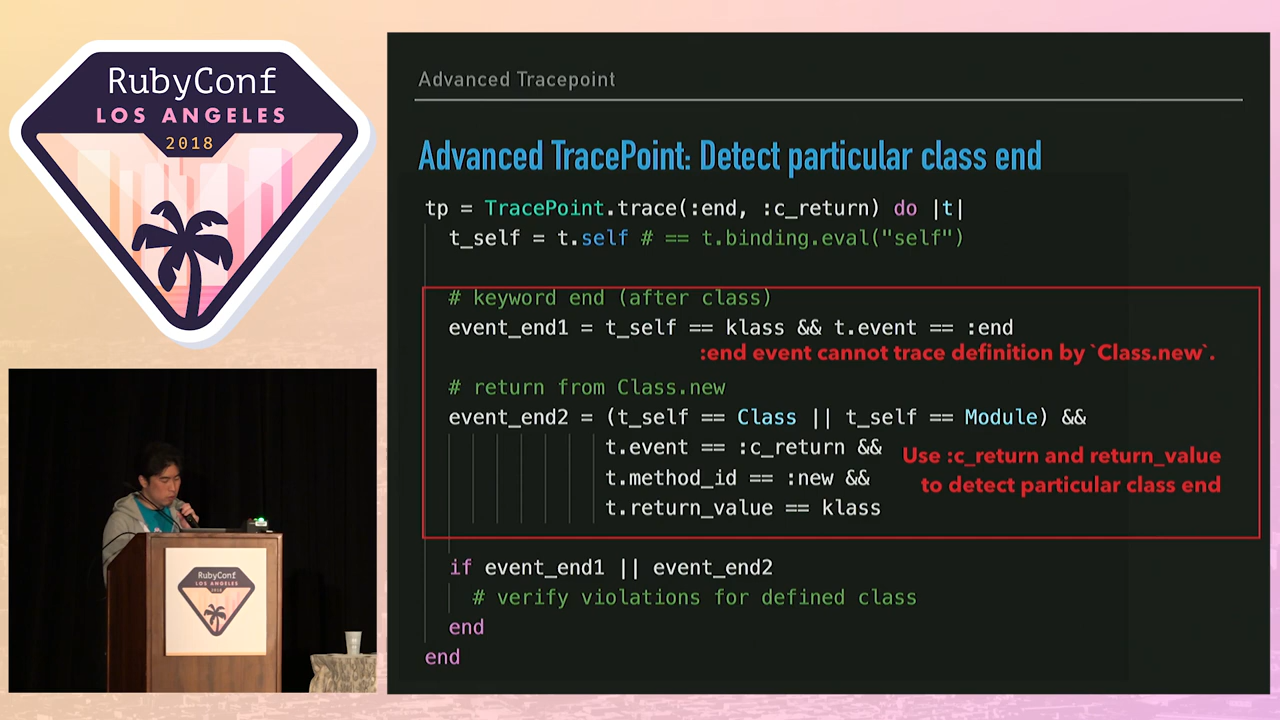 RubyConf
LOS ANGELES
2018
Advanced Tracepoint
Advanced TracePoint: Detect particular class end
tp = TracePoint.trace(:end, :c_return) do |t|
t_self = t.self # == t.binding.eval("self")
# keyword end (after class)
event_end1 = t_self == klass && t.event == :end
:end event cannot trace definition by `Class.new`.
# return from Class.new
event_end2 = (t_self == Class || t_self == Module) &&
t.event == :c_return &&
t.method_id == :new &&
t.return_value == klass
Use :c_return and return_value
to detect particular class end
if event_end1 || event_end2
# verify violations for defined class
end
end
RubyConf
LOS ANGELES
2018